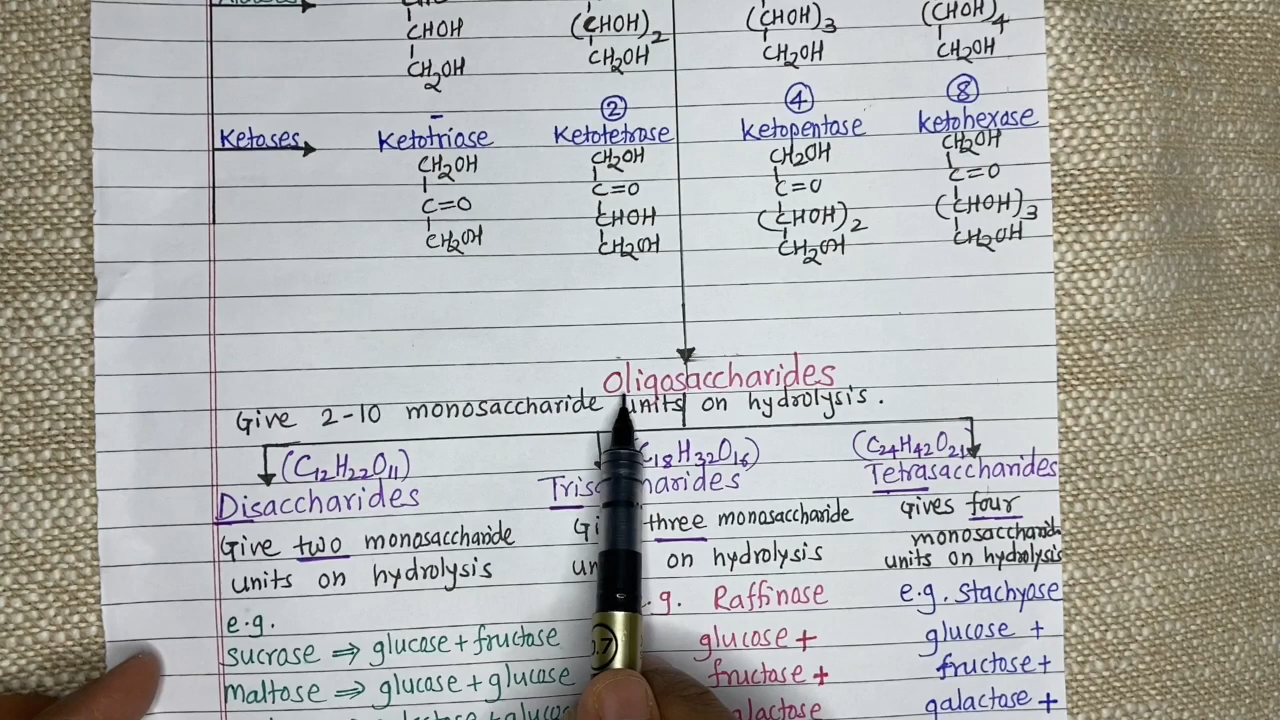 CHOH (CHOH)2 (CHOH)3 (CHOH)4
CH2OH CH2OH CH2OH CH2OH
② ④ ⑧
Ketoses Ketotriose Ketotetrose Ketopentose Ketohexose
CH2OH CH2OH CH2OH CH2OH
C=O C=O C=O C=O
CH2OH CHOH (CHOH)2 (CHOH)3
CH2OH CH2OH CH2OH
Oligosaccharides
Give 2-10 monosaccharide units on hydrolysis.
(C12H22O11)
Disaccharides
Give two monosaccharide
units on hydrolysis
e.g.
sucrose ⇒ glucose + fructose
maltose ⇒ glucose + glucose
C18H32O16)
three monosaccharide
on hydrolysis
Raffinose
glucose +
fructose +
(C24H42O21)
Tetrasaccharides
Gives four
monosaccharide
units on hydrolysis
e.g. Stachyose
glucose +
fructose +
galactose +